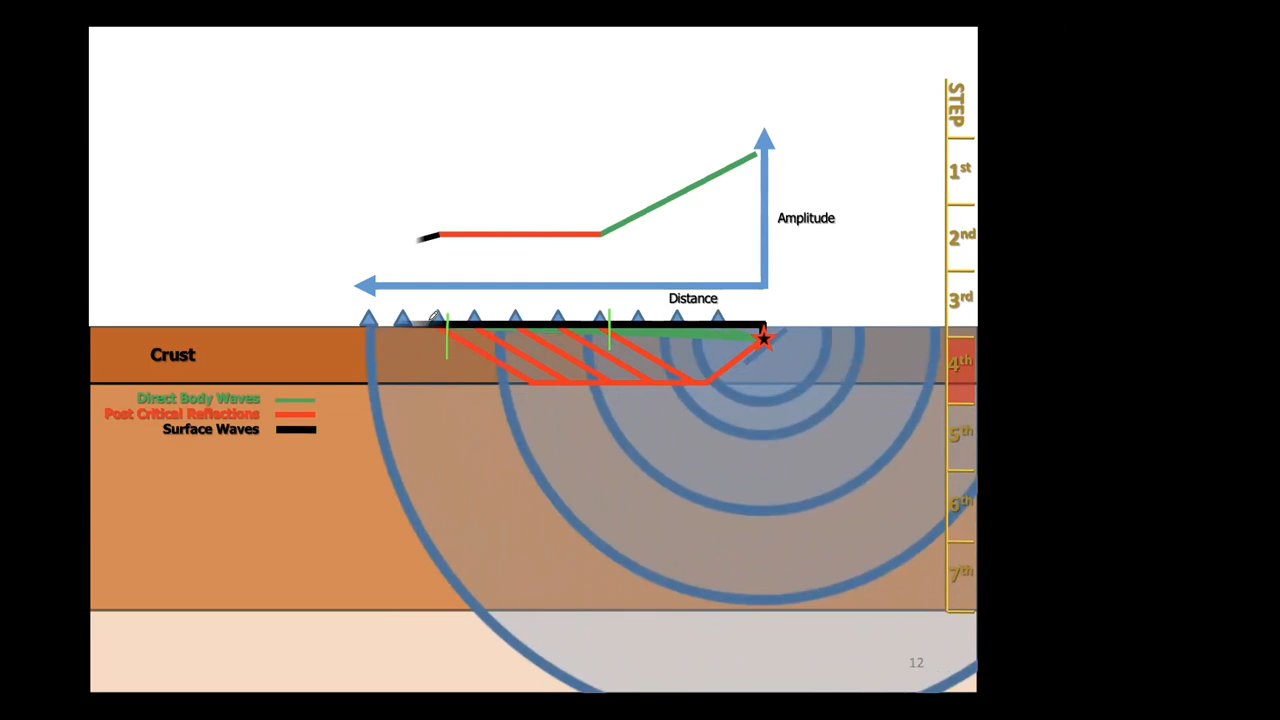 STEP
1st
Amplitude
2nd
Distance
3rd
Crust
4th
Direct Body Waves
Post Critical Reflections
Surface Waves
5th
6th
7th
12